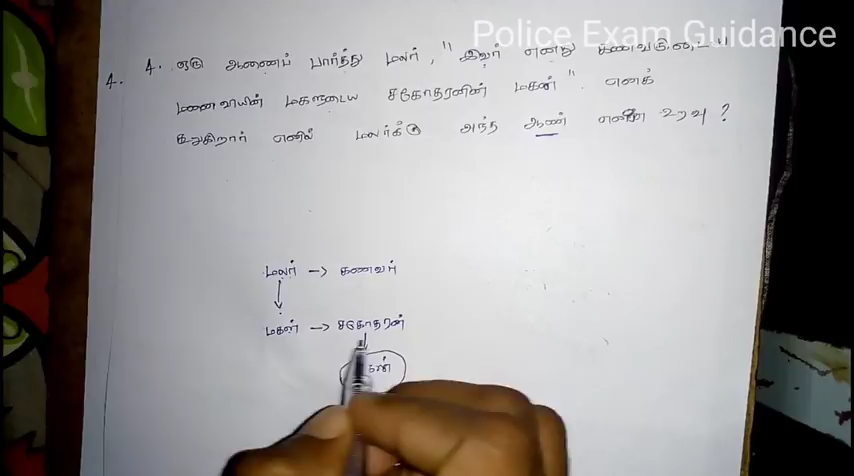 Police Exam Guidance
4. 4. ஒரு ஆணைப் பார்த்து மலர், "இவர் எனது கணவருடைய
மனைவியின் மகளுடைய சகோதரனின் மகன்". எனக்
கூறுகிறார் எனில் மலர்க்கு அந்த ஆண் என்ன உறவு?
மலர் -> கணவர்
மகள் -> சகோதரன்